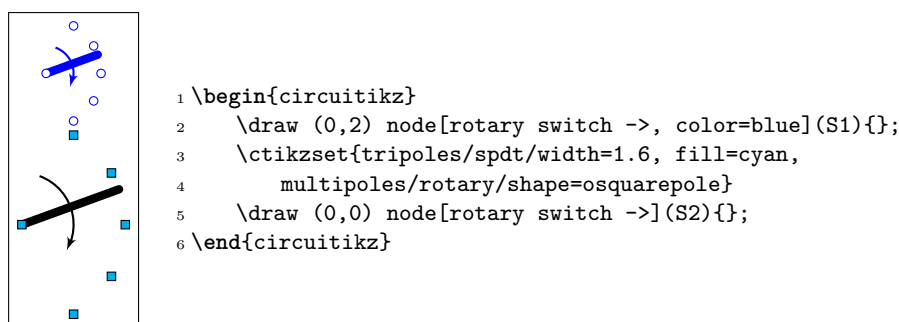 1 \begin{circuitikz}
2     \draw (0,2) node[rotary switch ->, color=blue](S1){};
3     \ctikzset{tripoles/spdt/width=1.6, fill=cyan,
4        multipoles/rotary/shape=osquarepole}
5     \draw (0,0) node[rotary switch ->](S2){};
6 \end{circuitikz}